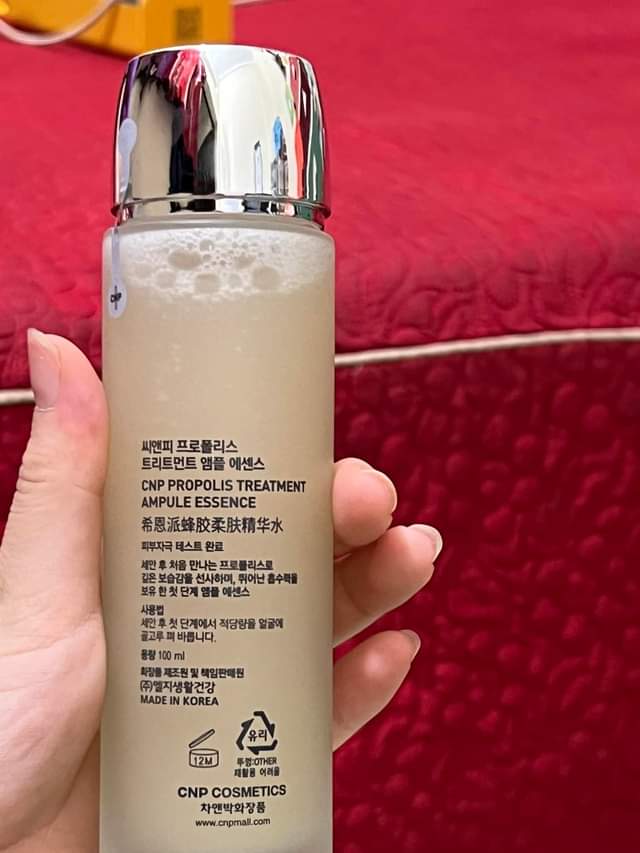 CNP
씨앤피 프로폴리스
트리트먼트 앰플 에센스
CNP PROPOLIS TREATMENT
AMPULE ESSENCE
希恩派蜂胶柔肤精华水
피부자극 테스트 완료
세안 후 처음 만나는 프로폴리스로
깊은 보습감을 선사하며, 뛰어난 흡수력을
보유 한 첫 단계 앰플 에센스
사용법
세안 후 첫 단계에서 적당량을 얼굴에
골고루 펴 바릅니다.
용량 100 ml
화장품 제조원 및 책임판매원
(주)엘지생활건강
MADE IN KOREA
12M
유리
뚜껑:OTHER
재활용 어려움
CNP COSMETICS
차앤박화장품
www.cnpmall.com